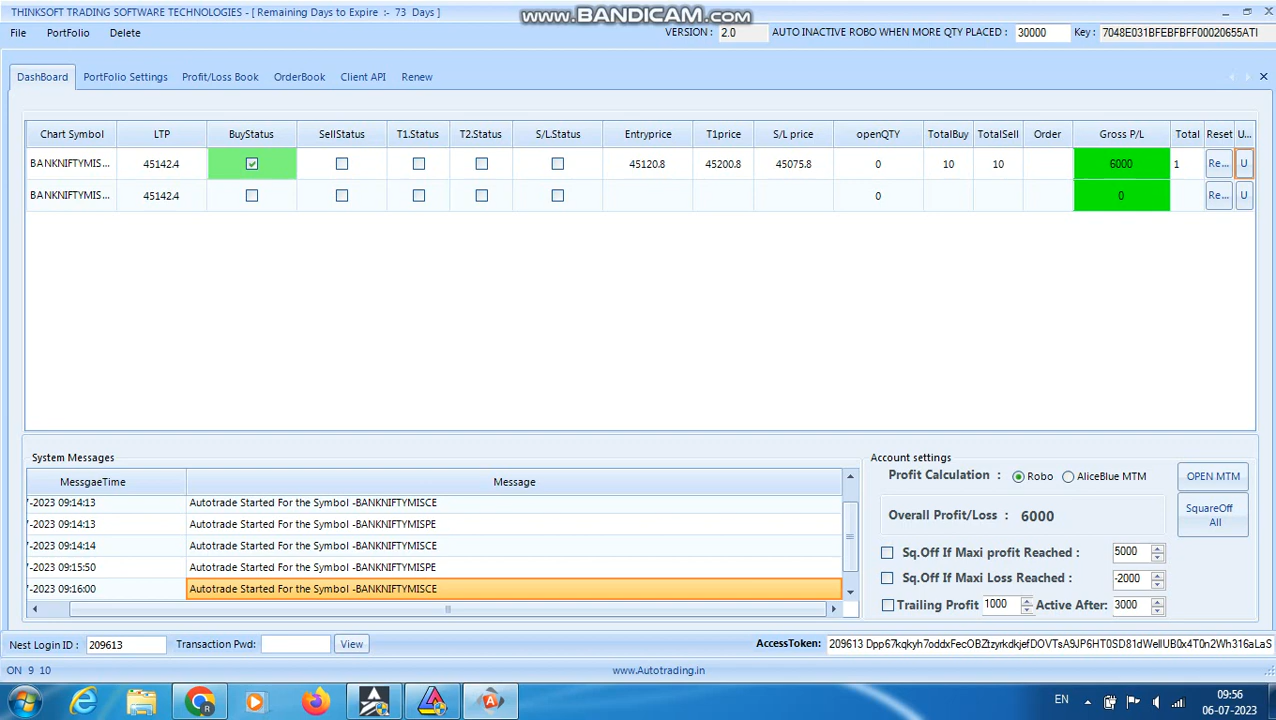 THINKSOFT TRADING SOFTWARE TECHNOLOGIES - [ Remaining Days to Expire :- 73 Days ]
www.BANDICAM.com
File PortFolio Delete VERSION : 2.0 AUTO INACTIVE ROBO WHEN MORE QTY PLACED : 30000 Key : 7048E031BFEBFBFF00020655ATI
DashBoard PortFolio Settings Profit/Loss Book OrderBook Client API Renew
Chart Symbol LTP BuyStatus SellStatus T1.Status T2.Status S/L.Status Entryprice T1price S/L price openQTY TotalBuy TotalSell Order Gross P/L Total Reset U...
BANKNIFTYMIS... 45142.4 45120.8 45200.8 45075.8 0 10 10 6000 1 Re... U
BANKNIFTYMIS... 45142.4 0 0 Re... U
System Messages
MessgaeTime Message
-2023 09:14:13 Autotrade Started For the Symbol -BANKNIFTYMISCE
-2023 09:14:13 Autotrade Started For the Symbol -BANKNIFTYMISPE
-2023 09:14:14 Autotrade Started For the Symbol -BANKNIFTYMISCE
-2023 09:15:50 Autotrade Started For the Symbol -BANKNIFTYMISPE
-2023 09:16:00 Autotrade Started For the Symbol -BANKNIFTYMISCE
Account settings
Profit Calculation : Robo AliceBlue MTM OPEN MTM
Overall Profit/Loss : 6000 SquareOff All
Sq.Off If Maxi profit Reached : 5000
Sq.Off If Maxi Loss Reached : -2000
Trailing Profit 1000 Active After: 3000
Nest Login ID : 209613 Transaction Pwd: View AccessToken: 209613
ON 9 10 www.Autotrading.in
EN 09:56
06-07-2023